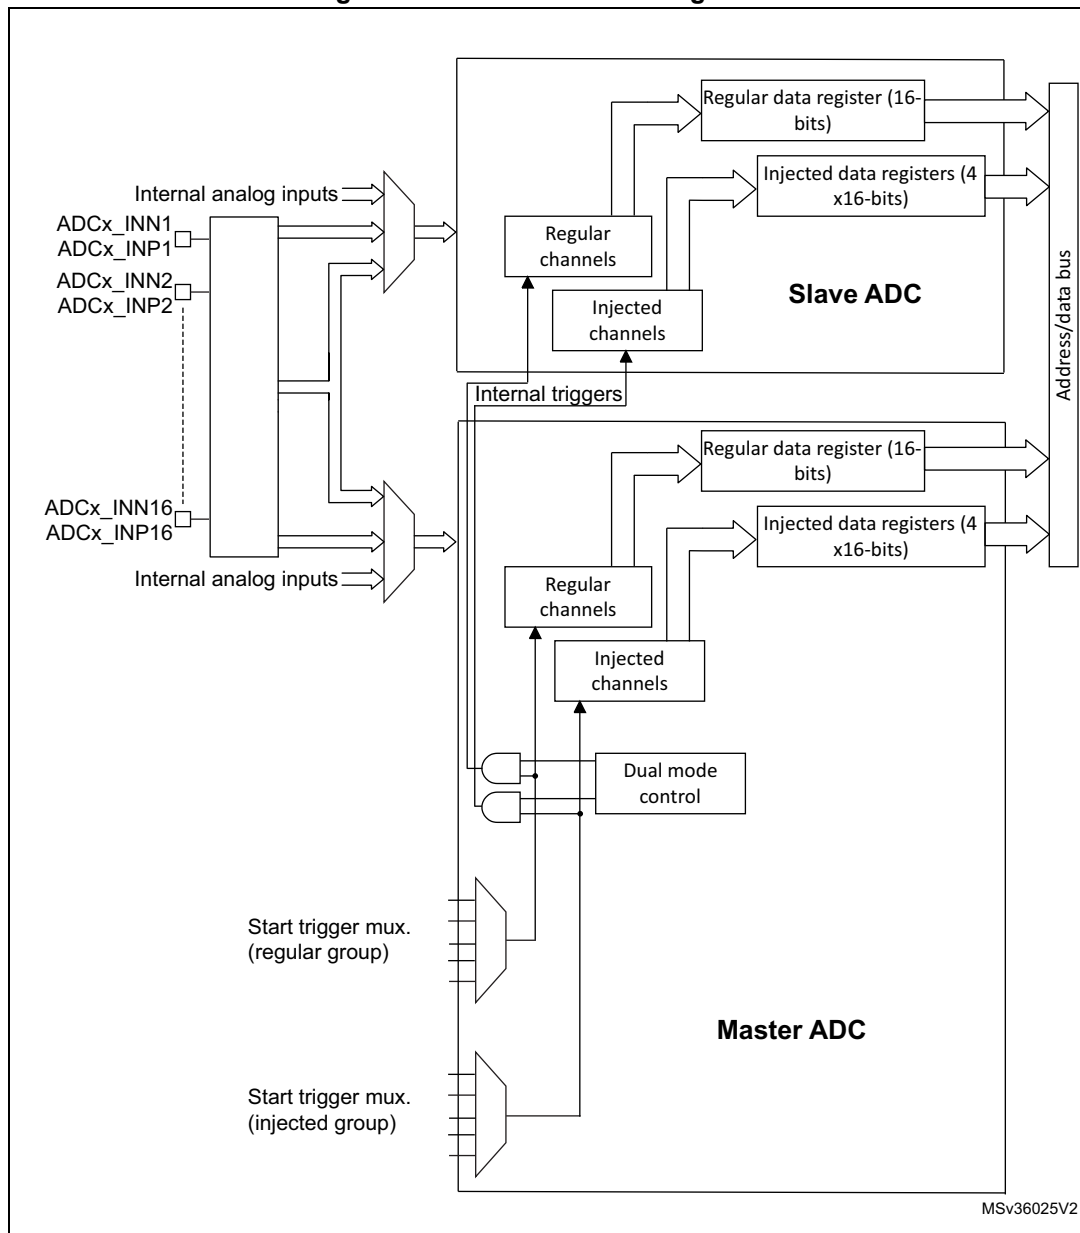 Regular data register (16-
bits)
Internal analog inputs
Injected data registers (4
x16-bits)
ADCx_INN1
ADCx_INP1
Regular
channels
ADCx_INN2
ADCx_INP2
Injected
channels
Slave ADC
Address/data bus
Internal triggers
Regular data register (16-
bits)
ADCx_INN16
ADCx_INP16
Injected data registers (4
x16-bits)
Internal analog inputs
Regular
channels
Injected
channels
Dual mode
control
Start trigger mux.
(regular group)
Master ADC
Start trigger mux.
(injected group)
MSv36025V2